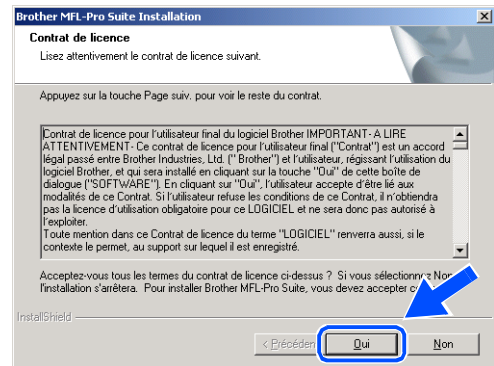 Brother MFL-Pro Suite Installation
Contrat de licence
Lisez attentivement le contrat de licence suivant.
Appuyez sur la touche Page suiv. pour voir le reste du contrat.
Contrat de licence pour l'utilisateur final du logiciel Brother IMPORTANT- A LIRE
ATTENTIVEMENT- Ce contrat de licence pour l'utilisateur final ("Contrat") est un accord
légal passé entre Brother Industries, Ltd. (" Brother") et l'utilisateur, régissant l'utilisation du
logiciel Brother, et qui sera installé en cliquant sur la touche "Oui" de cette boîte de
dialogue ("SOFTWARE"). En cliquant sur "Oui", l'utilisateur accepte d'être lié aux
modalités de ce Contrat. Si l'utilisateur refuse les conditions de ce Contrat, il n'obtiendra
pas la licence d'utilisation obligatoire pour ce LOGICIEL et ne sera donc pas autorisé à
l'exploiter.
Toute mention dans ce Contrat de licence du terme "LOGICIEL" renverra aussi, si le
contexte le permet, au support sur lequel il est enregistré.
Acceptez-vous tous les termes du contrat de licence ci-dessus ? Si vous sélectionnez Non
l'installation s'arrêtera. Pour installer Brother MFL-Pro Suite, vous devez accepter
InstallShield
< Précéden
Oui
Non